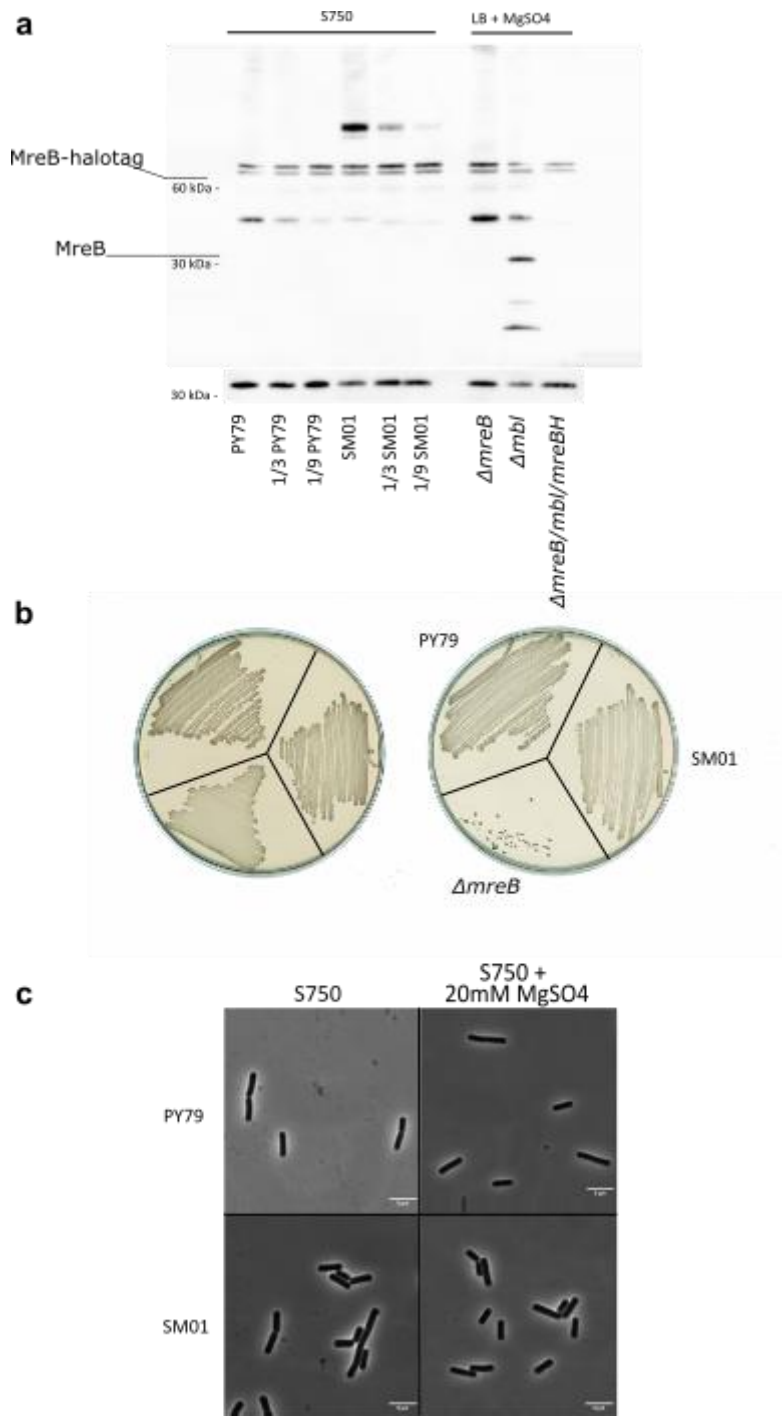 a
S750
LB + MgSO4
MreB-halotag
60 kDa -
MreB
30 kDa -
30 kDa -
PY79
1/3 PY79
1/9 PY79
SM01
1/3 SM01
1/9 SM01
ΔmreB
Δmbl
ΔmreB/mbl/mreBH
b
PY79
SM01
ΔmreB
c
S750
S750 +
20mM MgSO4
PY79
SM01